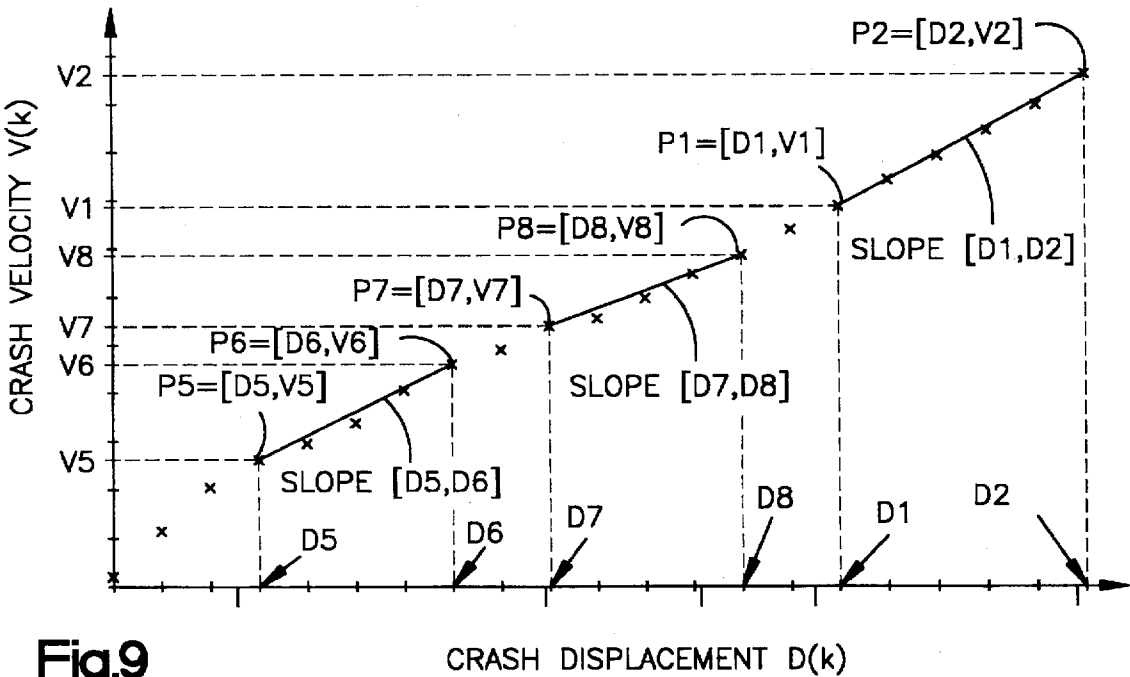 P2=[D2,V2]
V2
P1=[D1,V1]
V1
P8=[D8,V8]
SLOPE [D1,D2]
V8
P7=[D7,V7]
V7
P6=[D6,V6]
V6
SLOPE [D7,D8]
P5=[D5,V5]
V5
SLOPE [D5,D6]
CRASH VELOCITY V(k)
D5
D6
D7
D8
D1
D2
Fig.9
CRASH DISPLACEMENT D(k)